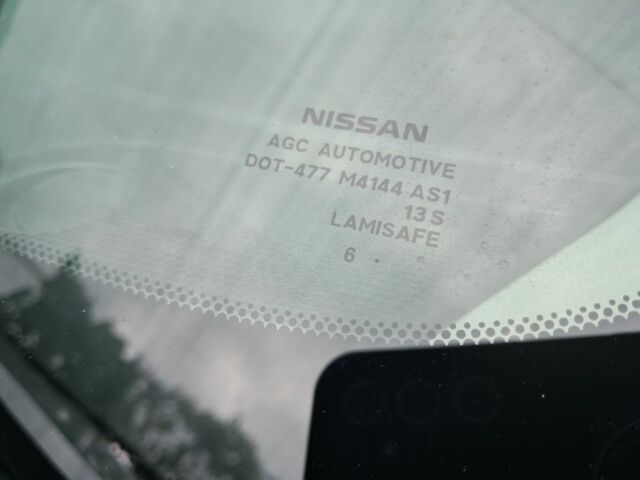 NISSAN
AGC AUTOMOTIVE
DOT-477 M4144 AS1
13 S
LAMISAFE
6 .